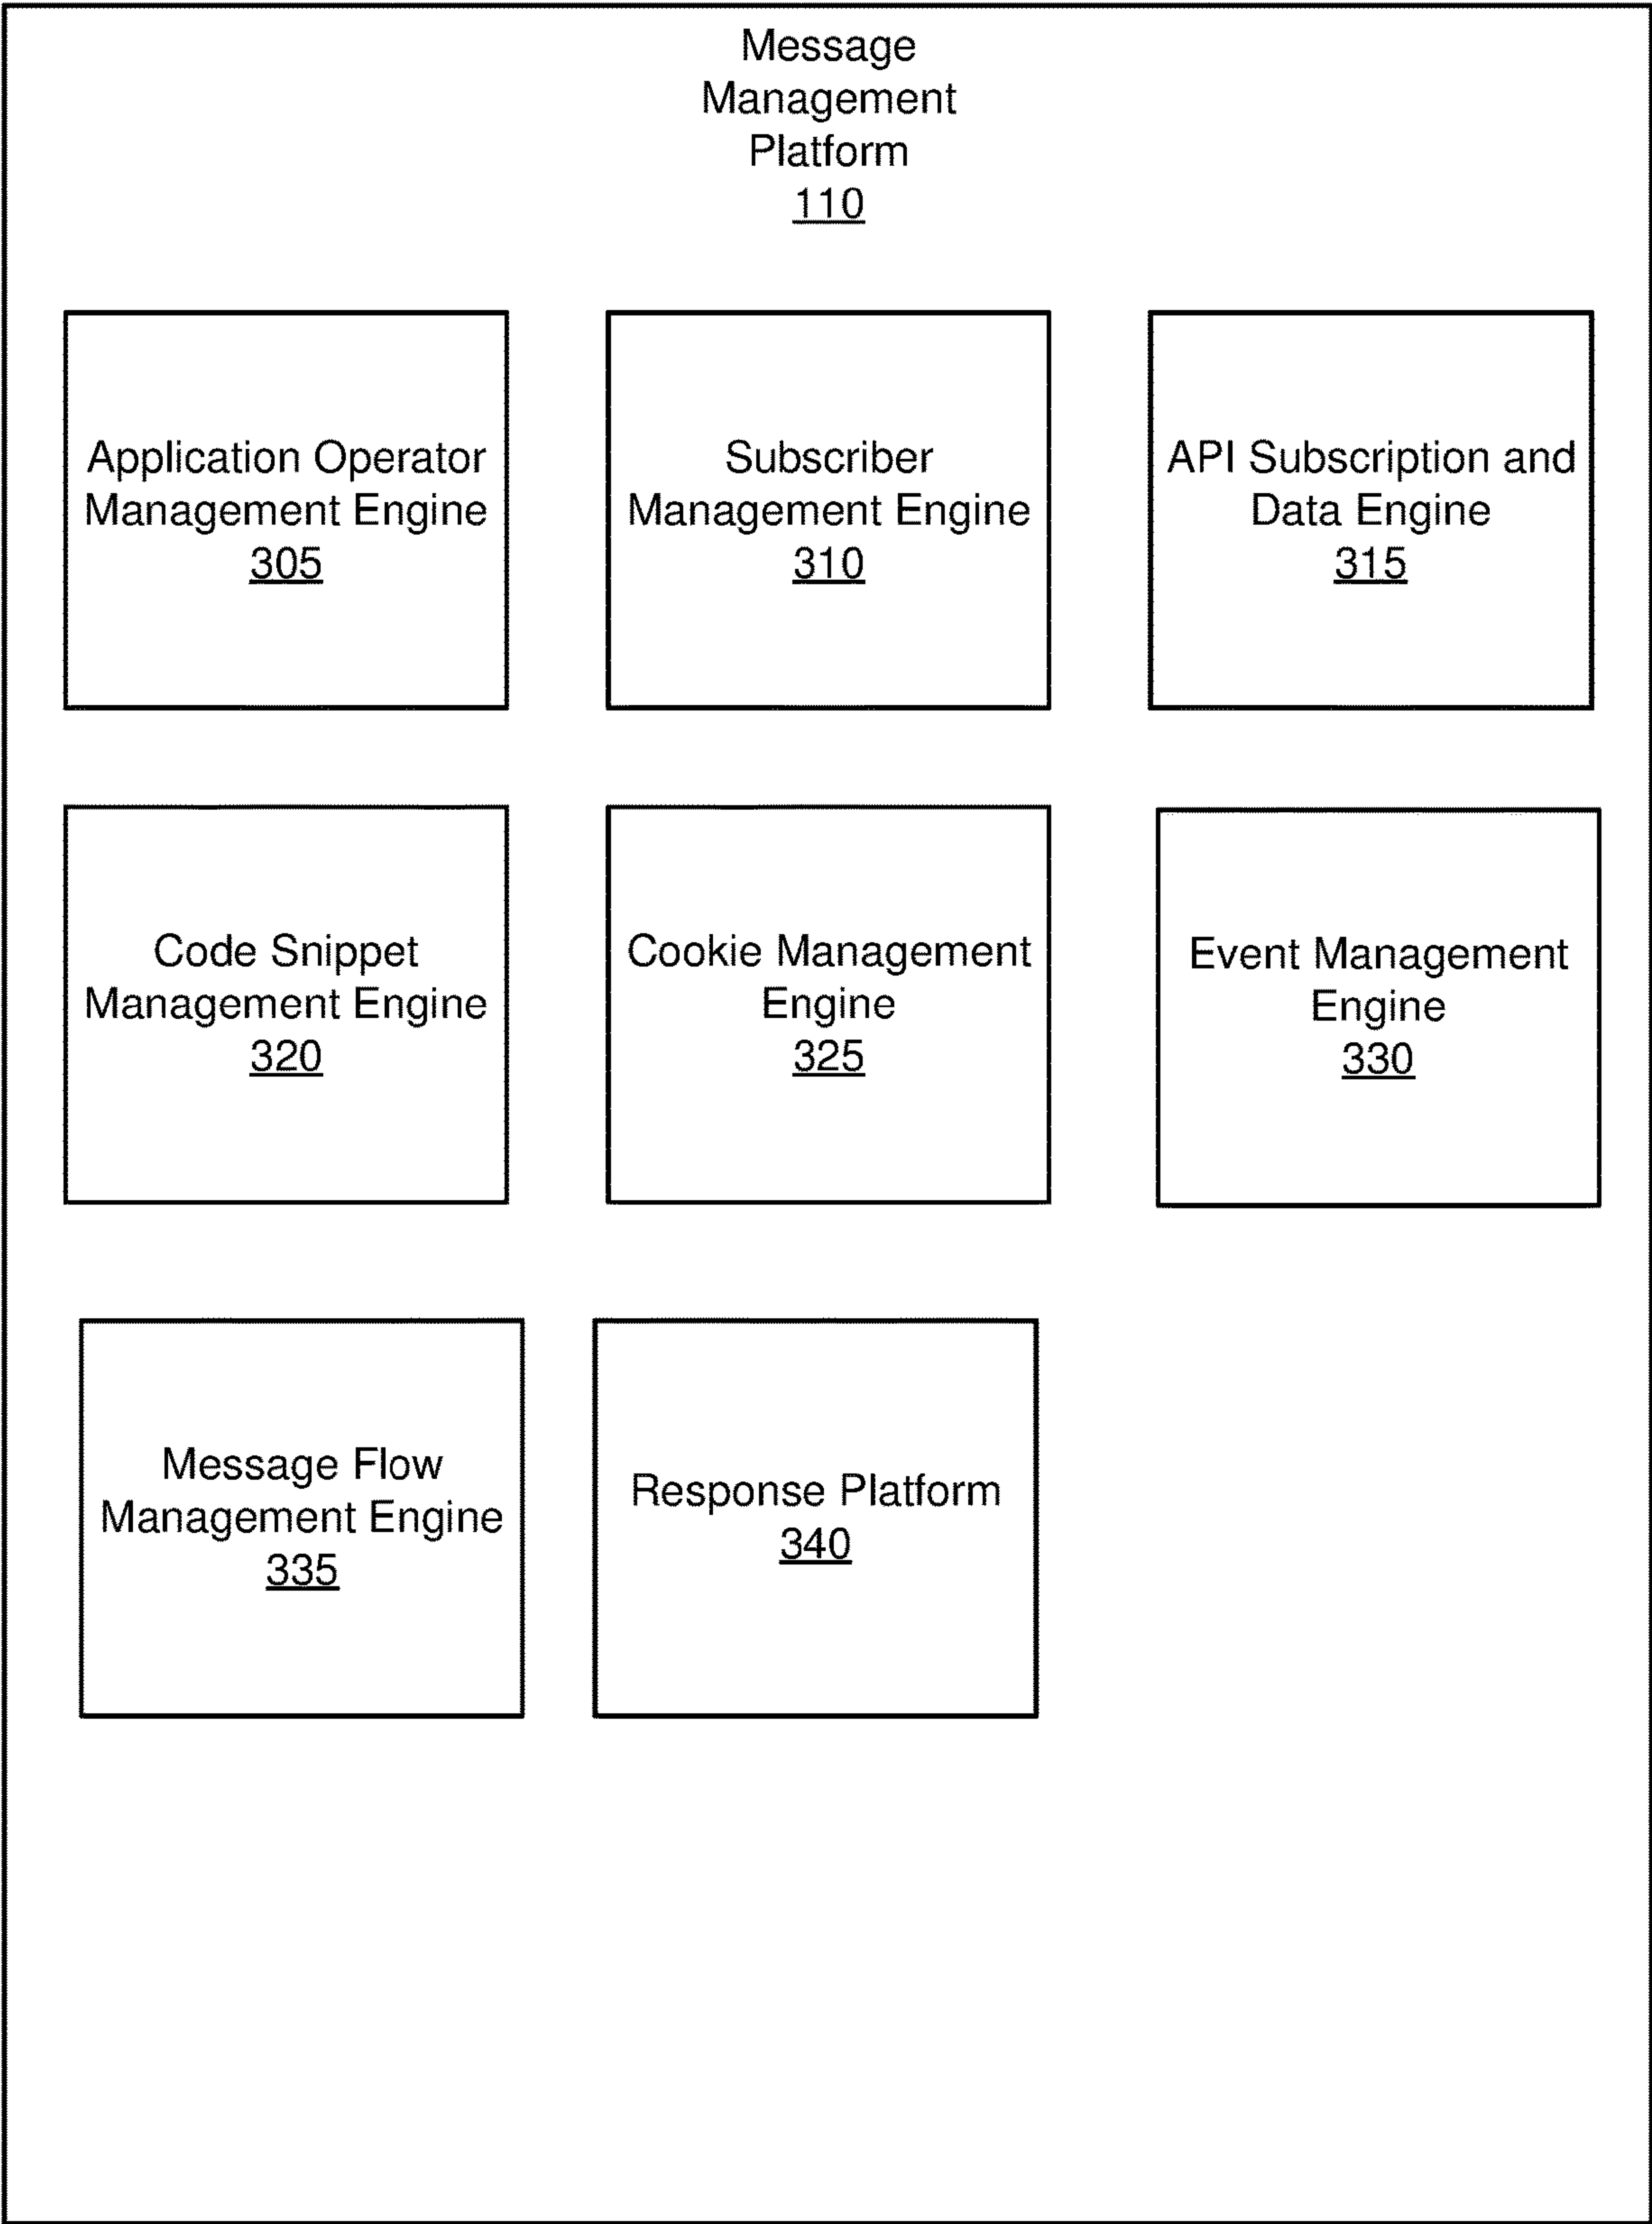 Message
Management
Platform
110
Application Operator
Management Engine
305
Subscriber
Management Engine
310
API Subscription and
Data Engine
315
Code Snippet
Management Engine
320
Cookie Management
Engine
325
Event Management
Engine
330
Message Flow
Management Engine
335
Response Platform
340